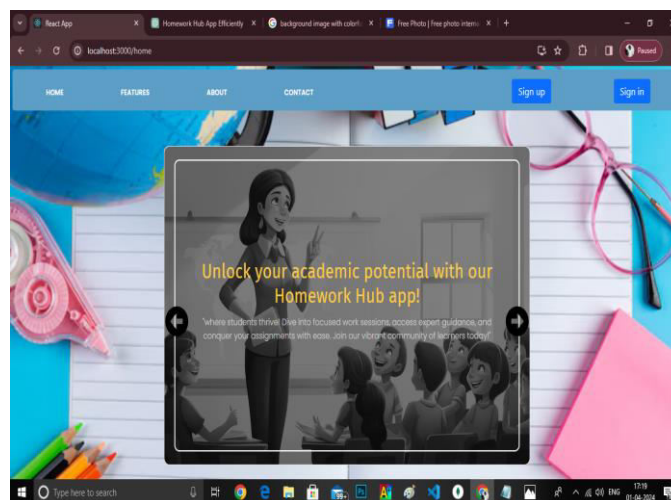 React App
Homework Hub App Efficiently
background image with colorf
Free Photo | Free photo interna
localhost:3000/home
Paused
HOME
FEATURES
ABOUT
CONTACT
Sign up
Sign in
Unlock your academic potential with our
Homework Hub app!
"where students thrive! Dive into focused work sessions, access expert guidance, and
conquer your assignments with ease. Join our vibrant community of learners today!"
Type here to search
ENG
17:19
01-04-2024